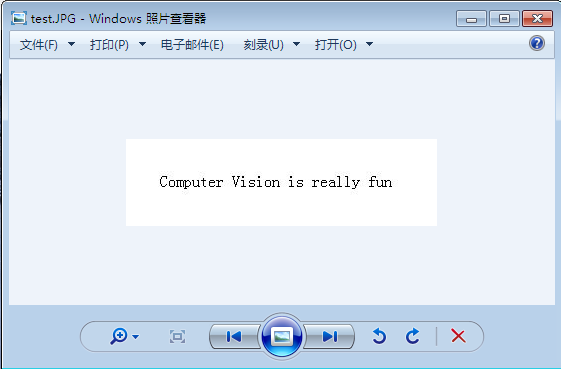 test.JPG - Windows 照片查看器
文件(F) 打印(P) 电子邮件(E) 刻录(U) 打开(O)
Computer Vision is really fun